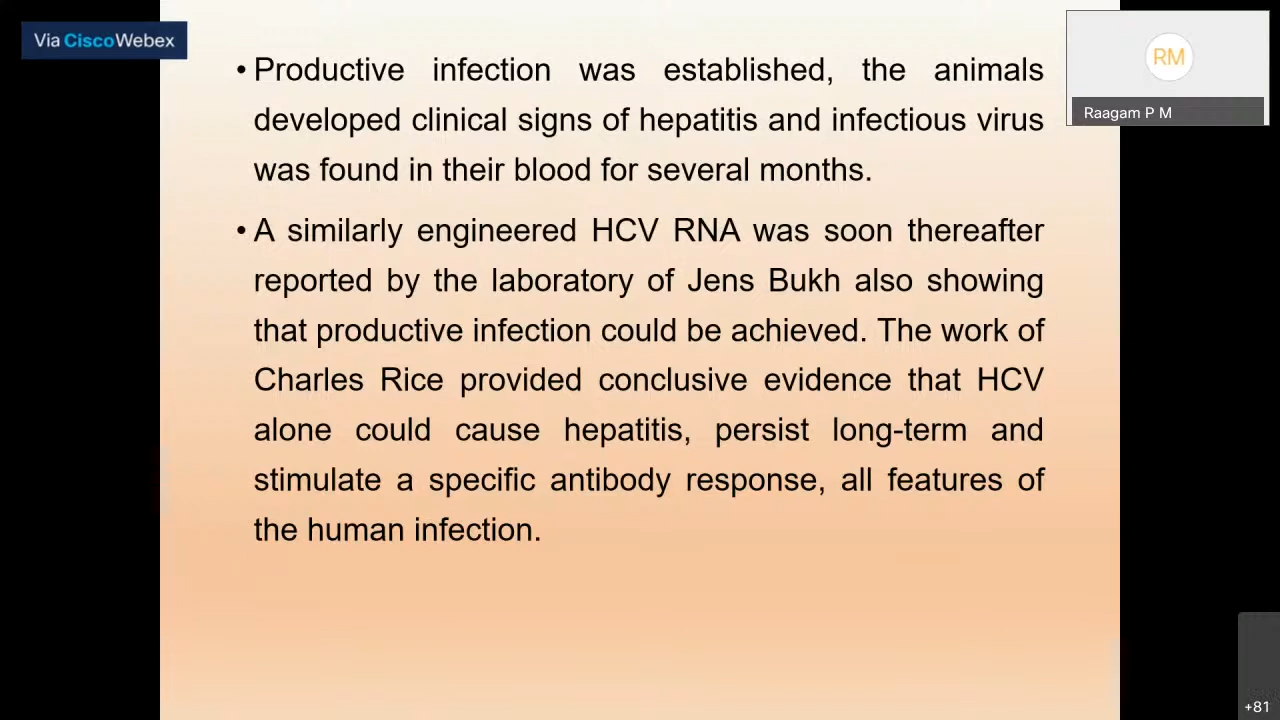 Via Cisco Webex
RM
Raagam P M
• Productive infection was established, the animals
developed clinical signs of hepatitis and infectious virus
was found in their blood for several months.
• A similarly engineered HCV RNA was soon thereafter
reported by the laboratory of Jens Bukh also showing
that productive infection could be achieved. The work of
Charles Rice provided conclusive evidence that HCV
alone could cause hepatitis, persist long-term and
stimulate a specific antibody response, all features of
the human infection.
+81